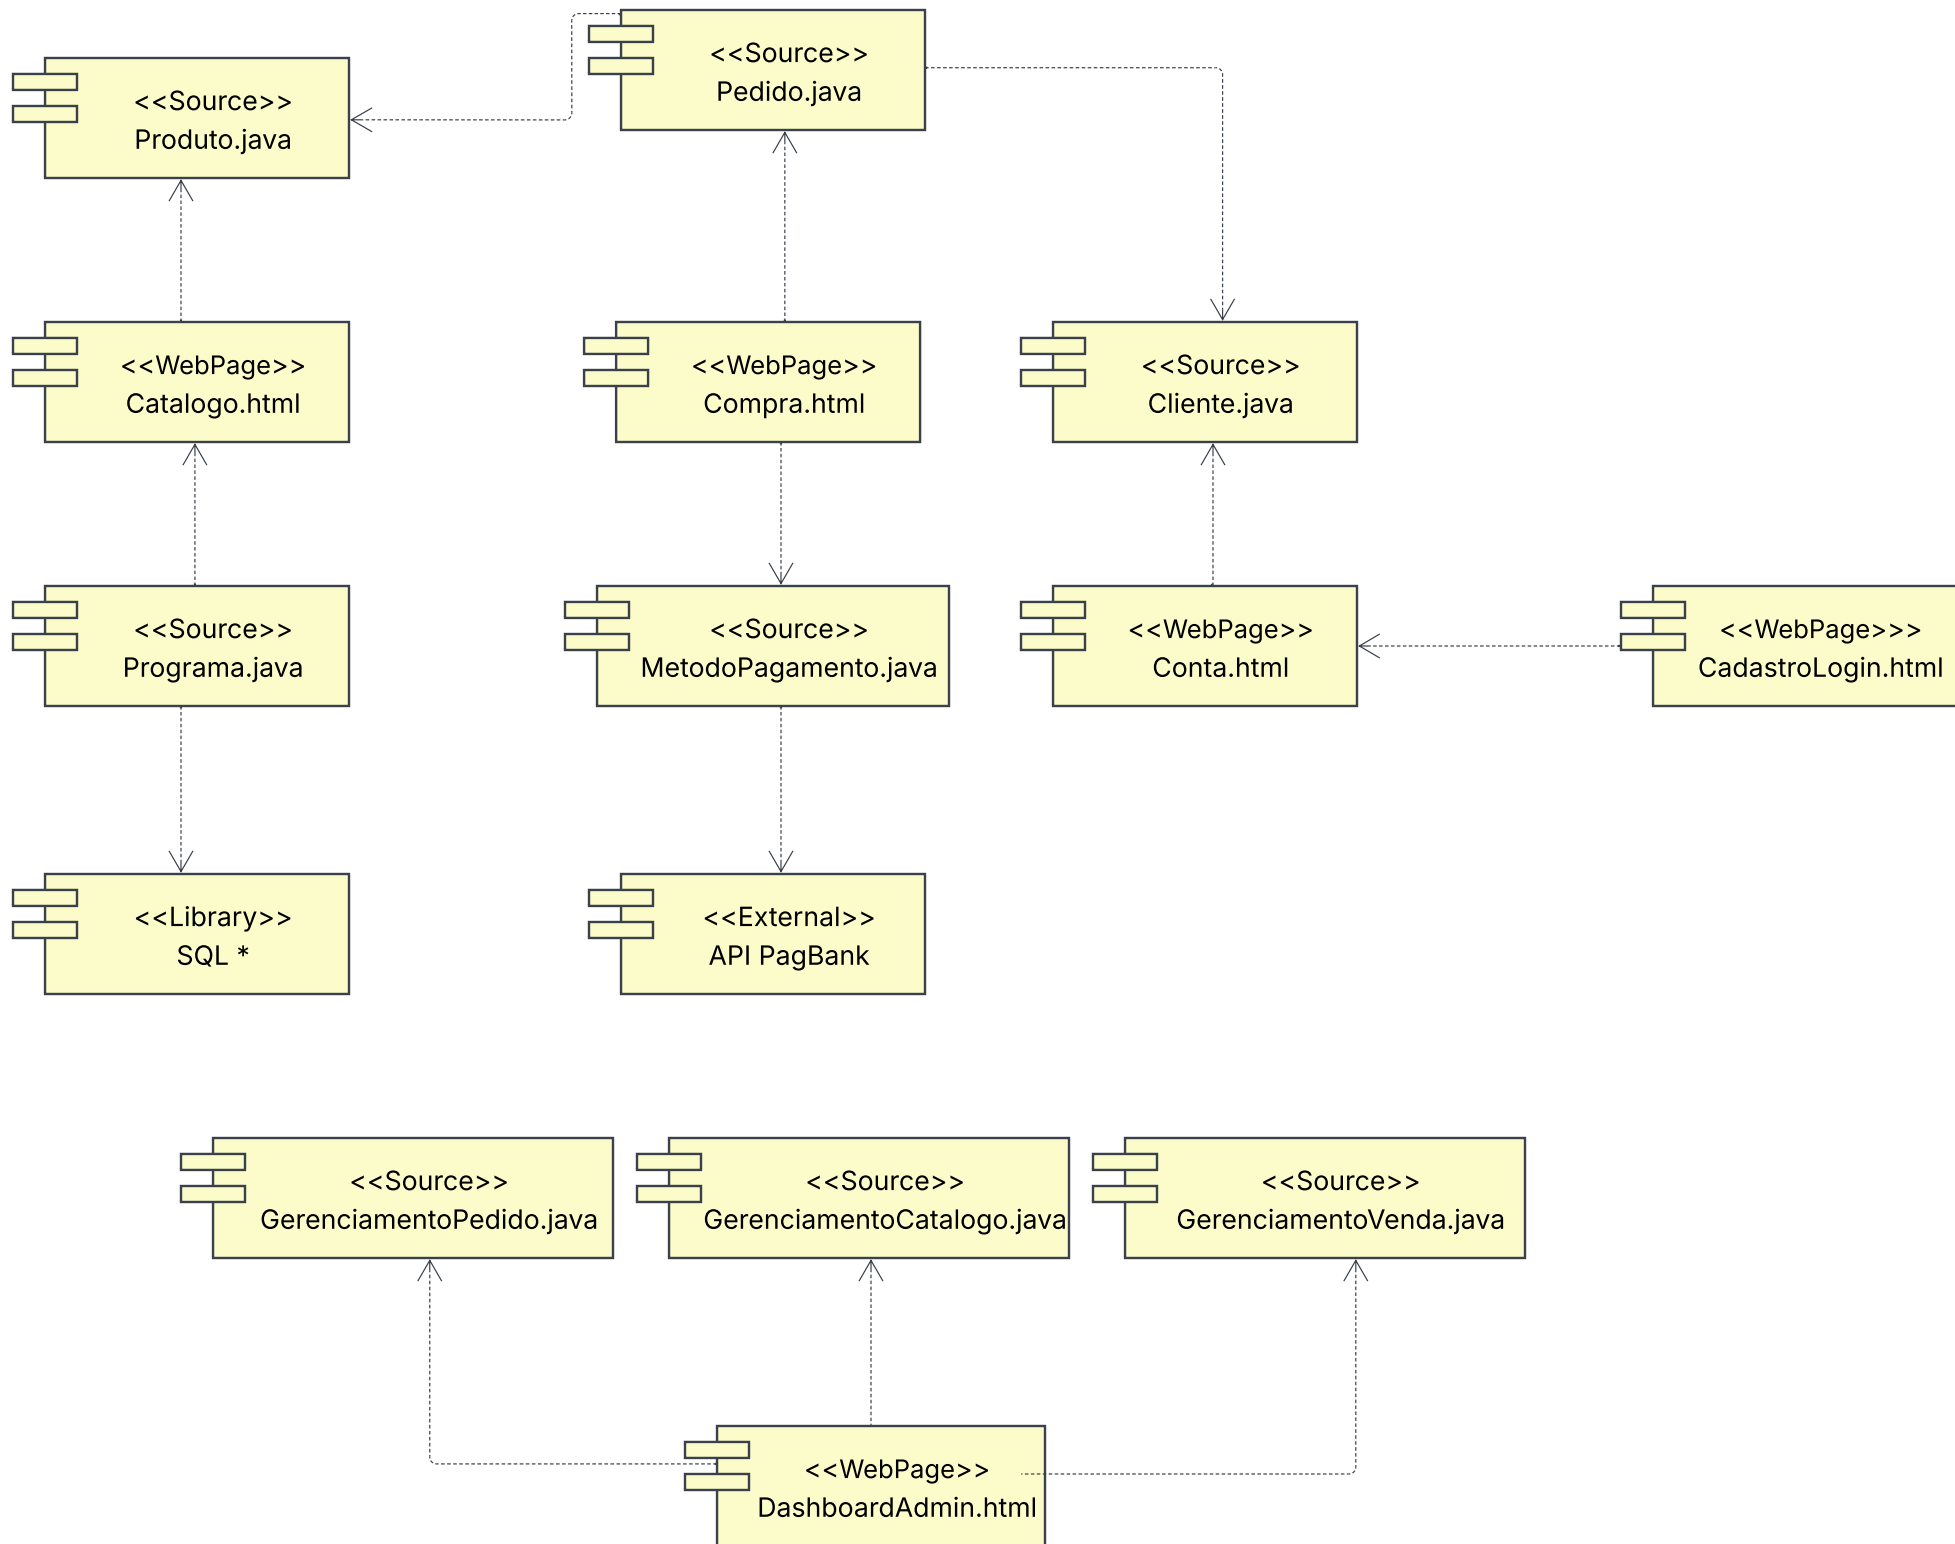 <<Source>>
Pedido.java
<<Source>>
Produto.java
<<WebPage>>
Catalogo.html
<<WebPage>>
Compra.html
<<Source>>
Cliente.java
<<Source>>
Programa.java
<<Source>>
MetodoPagamento.java
<<WebPage>>
Conta.html
<<WebPage>>>
CadastroLogin.html
<<Library>>
SQL *
<<External>>
API PagBank
<<Source>>
GerenciamentoPedido.java
<<Source>>
GerenciamentoCatalogo.java
<<Source>>
GerenciamentoVenda.java
<<WebPage>>
DashboardAdmin.html